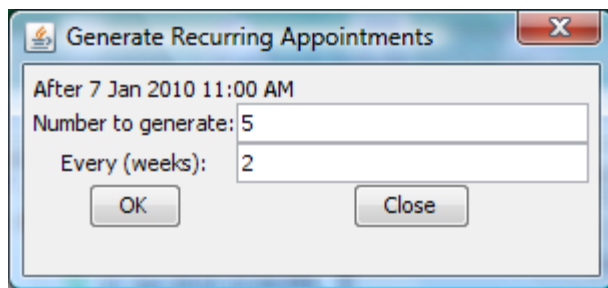 Generate Recurring Appointments
After 7 Jan 2010 11:00 AM
Number to generate: 5
Every (weeks): 2
OK Close